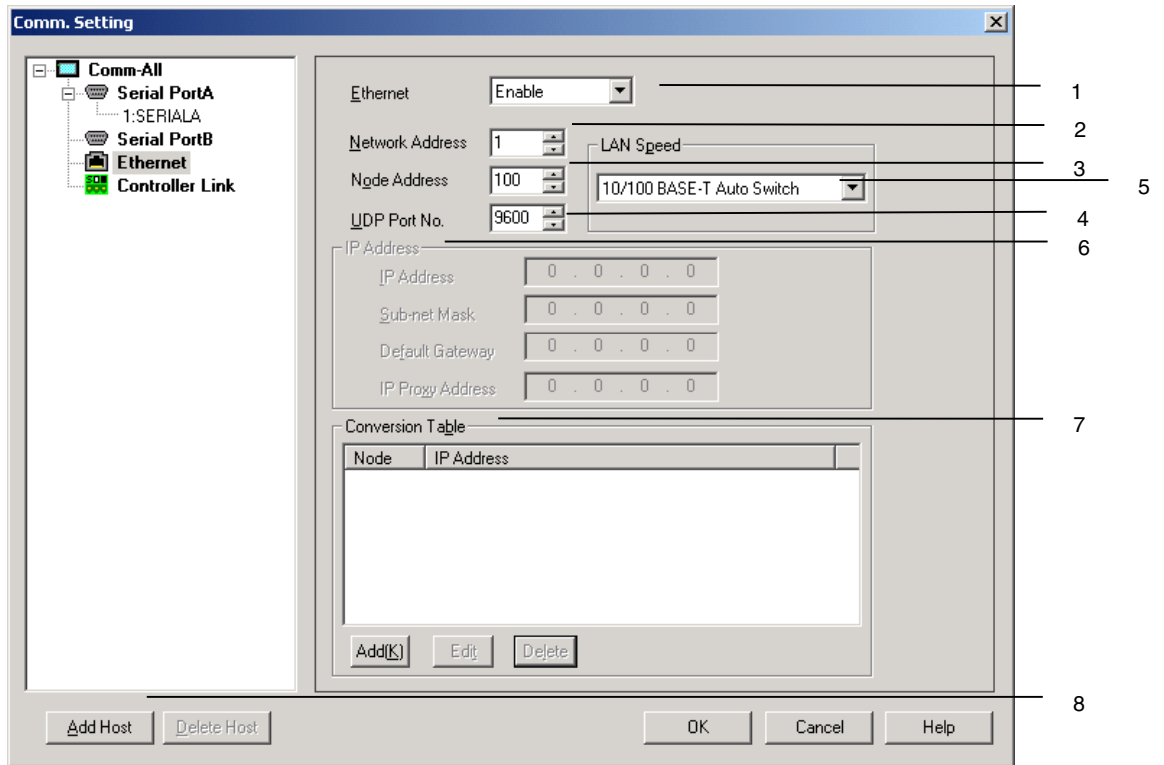 Comm. Setting
Comm-All
Serial PortA
1:SERIALA
Serial PortB
Ethernet
Controller Link
Ethernet Enable 1
Network Address 1 2
LAN Speed
Node Address 100 3
10/100 BASE-T Auto Switch 5
UDP Port No. 9600 4
IP Address 6
IP Address 0 . 0 . 0 . 0
Sub-net Mask 0 . 0 . 0 . 0
Default Gateway 0 . 0 . 0 . 0
IP Proxy Address 0 . 0 . 0 . 0
Conversion Table 7
Node IP Address
Add(K) Edit Delete
8
Add Host Delete Host OK Cancel Help